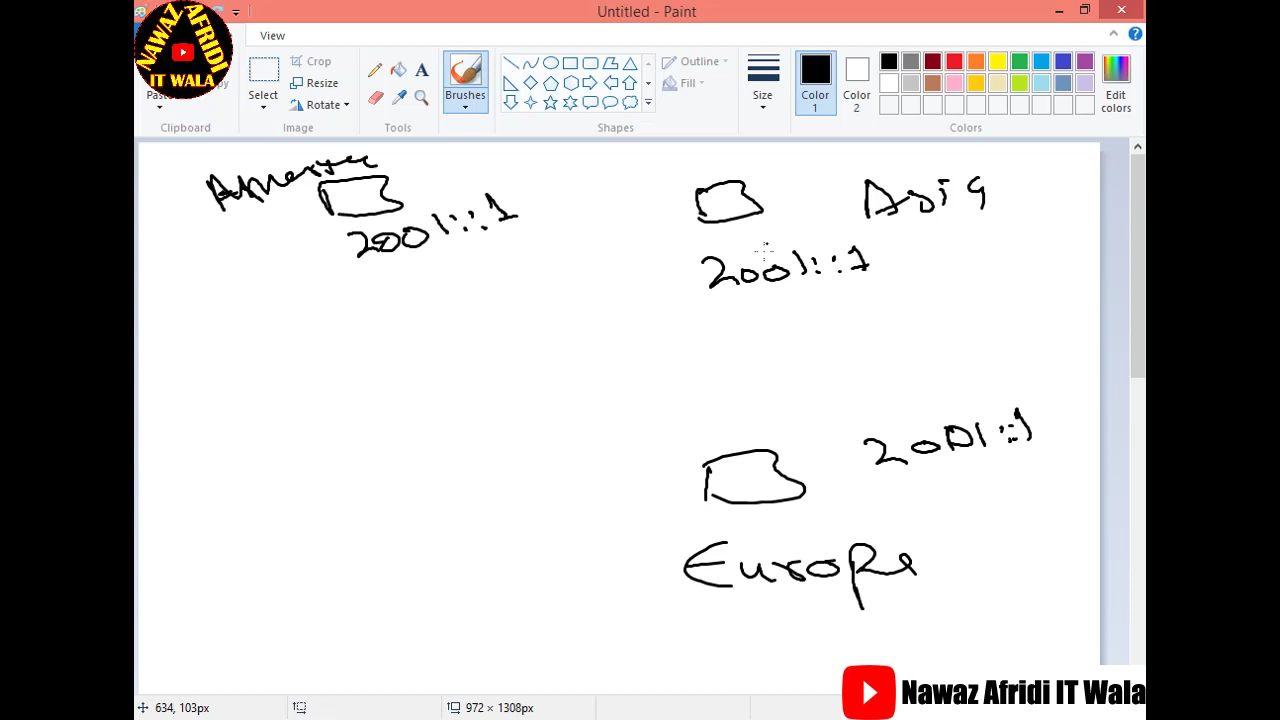 Untitled - Paint
NAWAZ AFRIDI
IT WALA
View
Paste
Crop
Resize
Rotate
Select
Brushes
Outline
Fill
Size
Color 1
Color 2
Edit colors
Clipboard
Image
Tools
Shapes
Colors
2001::1
Asia
2001::1
2001::1
Europe
Nawaz Afridi IT Wala
634, 103px
972 × 1308px